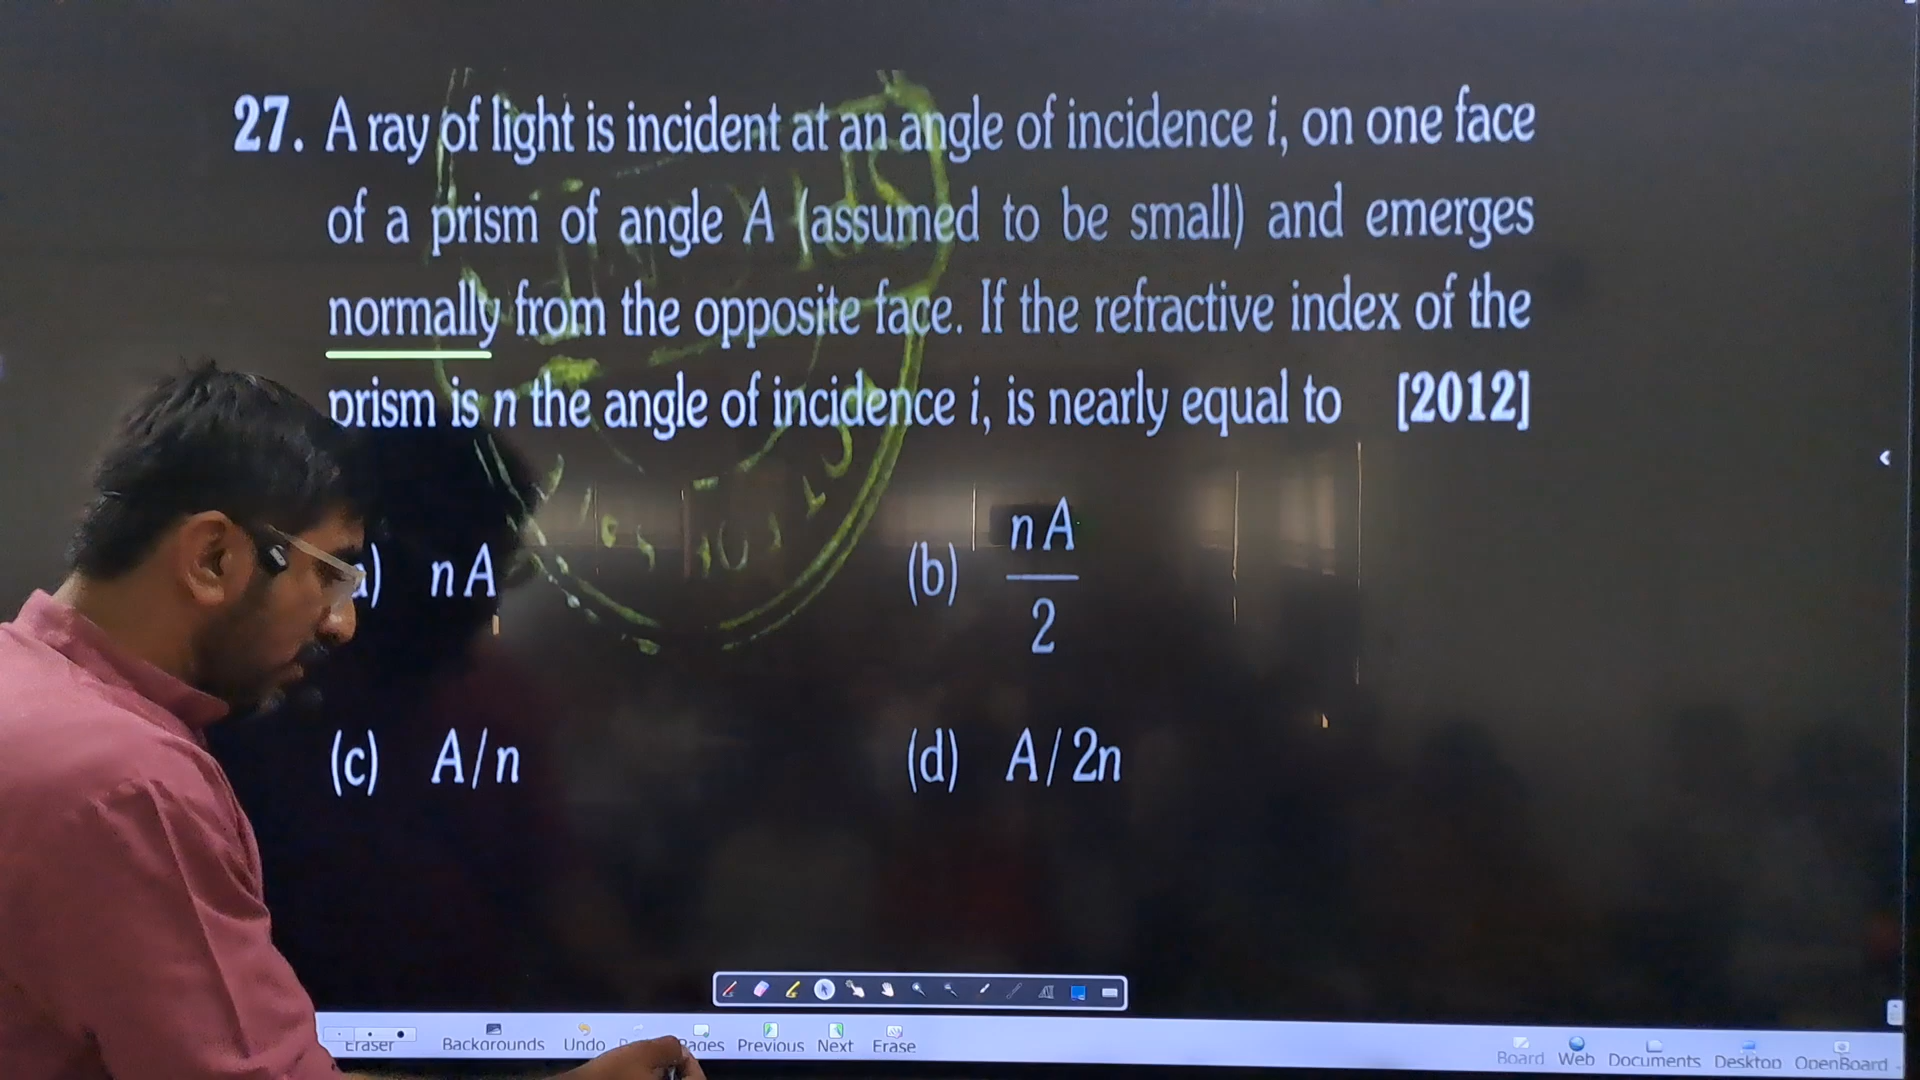 27. A ray of light is incident at an angle of incidence i, on one face
of a prism of angle A (assumed to be small) and emerges
normally from the opposite face. If the refractive index of the
prism is n the angle of incidence i, is nearly equal to [2012]
a) nA (b) nA/2
(c) A/n (d) A/2n
Eraser Backgrounds Undo Pages Previous Next Erase Board Web Documents Desktop OpenBoard